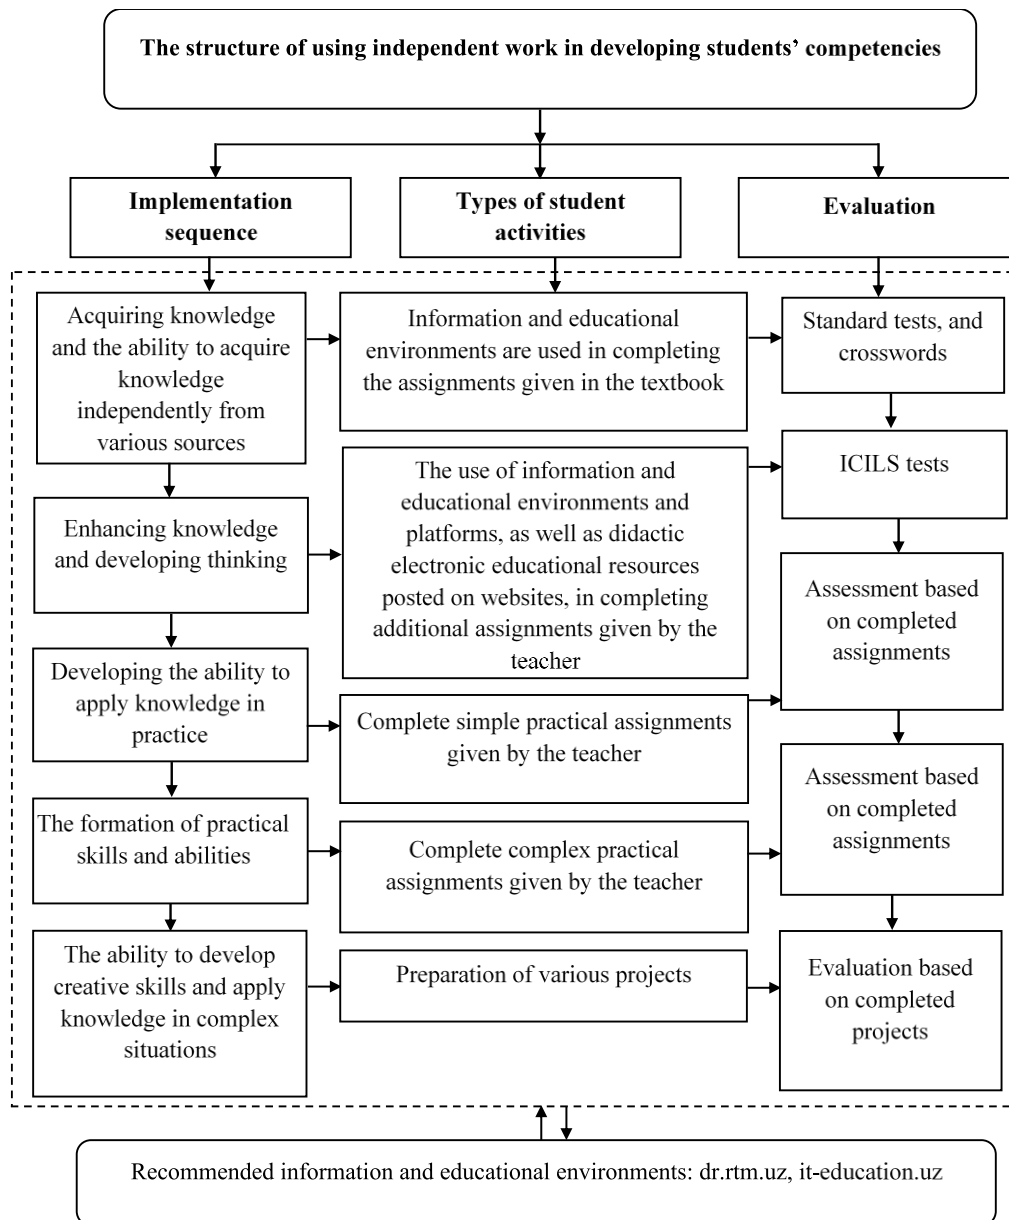 The structure of using independent work in developing students’ competencies
Implementation
sequence
Types of student
activities
Evaluation
Acquiring knowledge
and the ability to acquire
knowledge
independently from
various sources
Information and educational
environments are used in completing
the assignments given in the textbook
Standard tests, and
crosswords
Enhancing knowledge
and developing thinking
The use of information and
educational environments and
platforms, as well as didactic
electronic educational resources
posted on websites, in completing
additional assignments given by the
teacher
ICILS tests
Developing the ability to
apply knowledge in
practice
Complete simple practical assignments
given by the teacher
Assessment based
on completed
assignments
The formation of practical
skills and abilities
Complete complex practical
assignments given by the teacher
Assessment based
on completed
assignments
The ability to develop
creative skills and apply
knowledge in complex
situations
Preparation of various projects
Evaluation based
on completed
projects
Recommended information and educational environments: dr.rtm.uz, it-education.uz